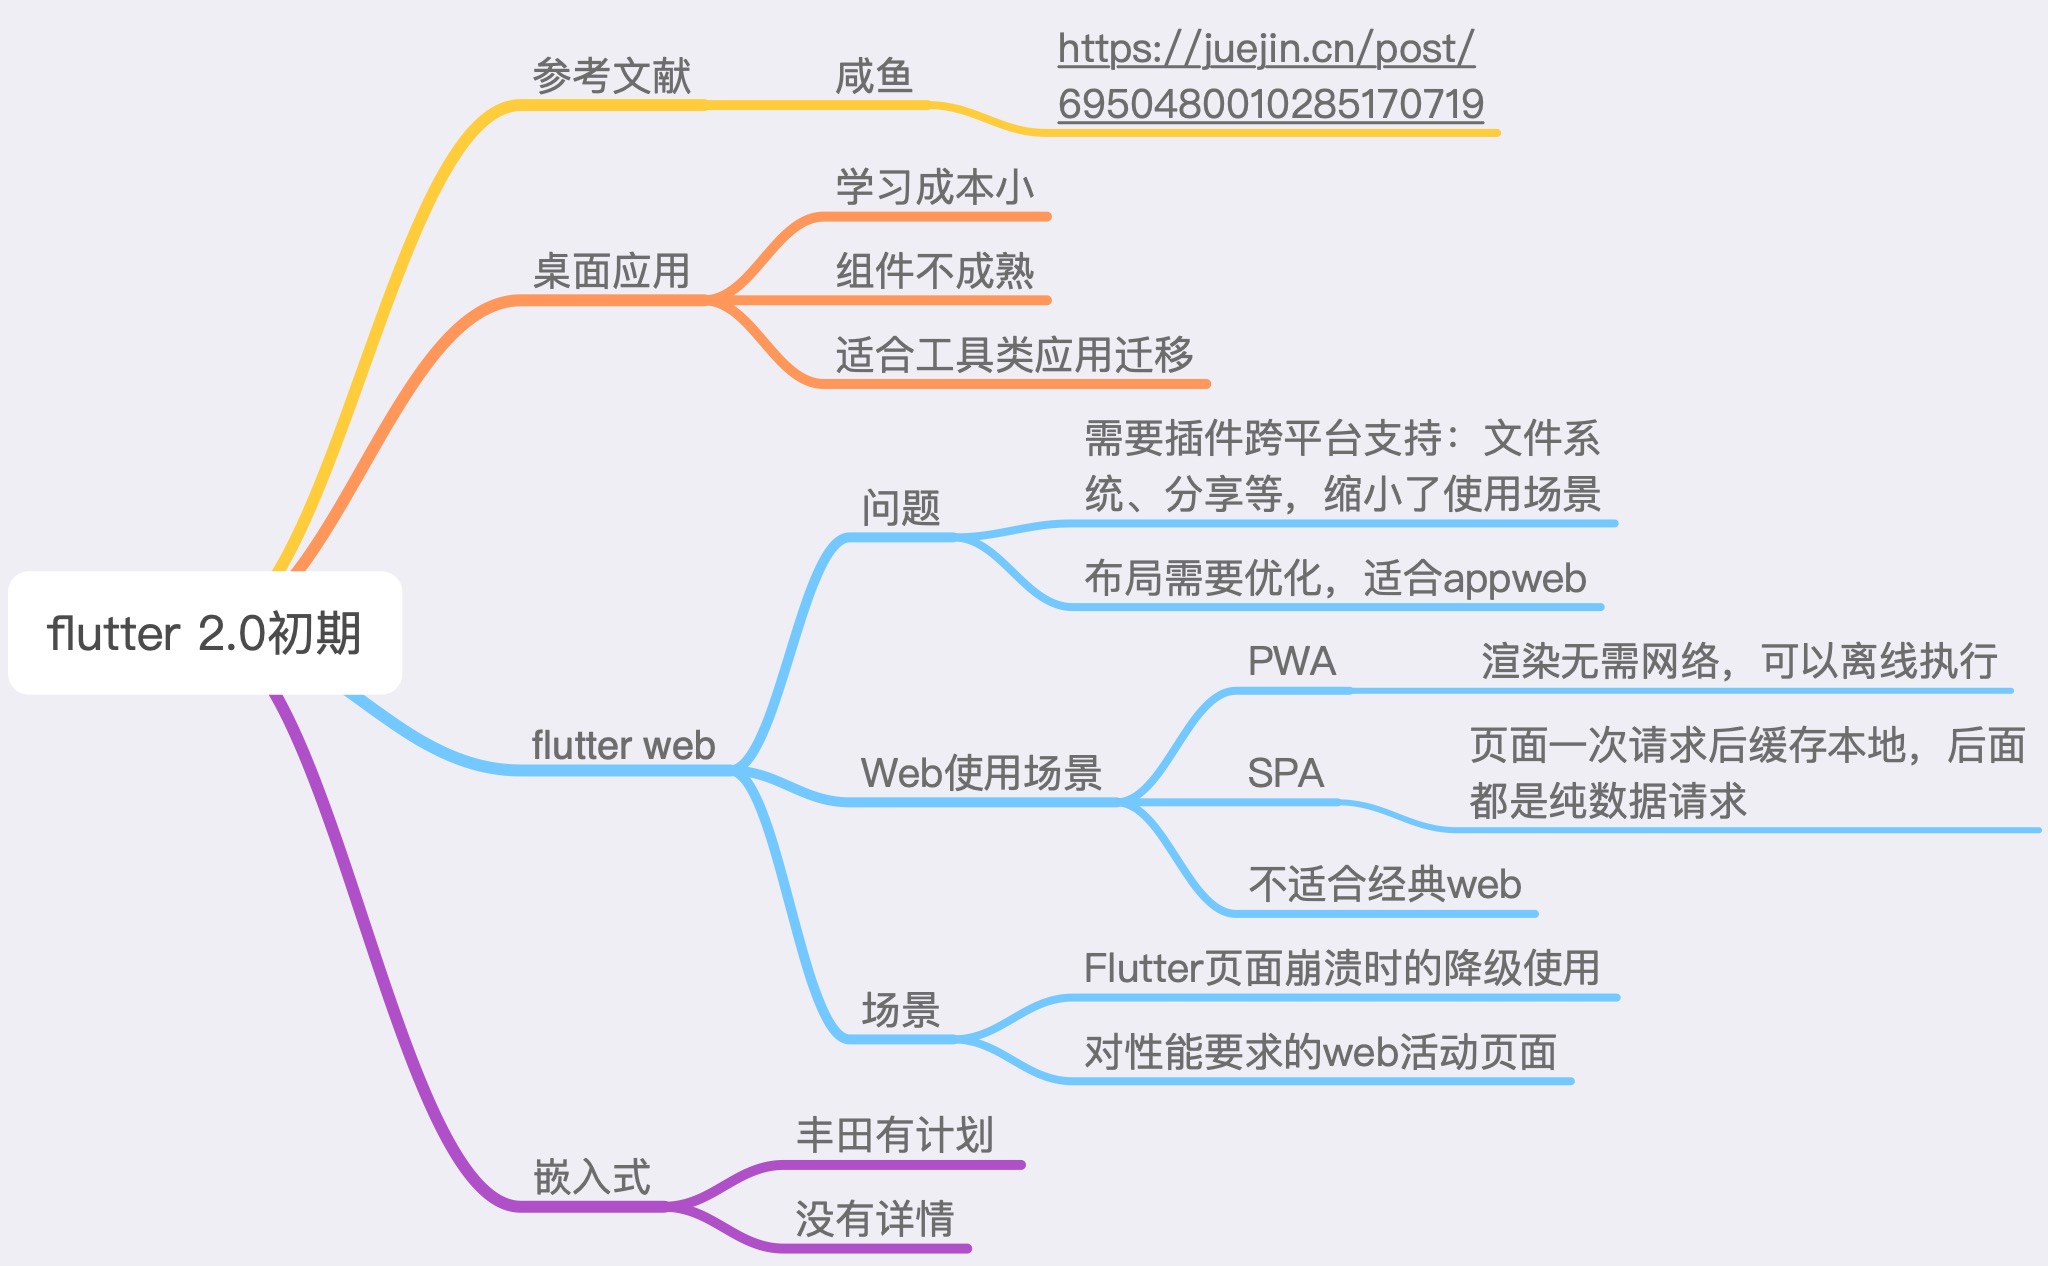 flutter 2.0初期
参考文献
咸鱼
https://juejin.cn/post/
6950480010285170719
桌面应用
学习成本小
组件不成熟
适合工具类应用迁移
flutter web
问题
需要插件跨平台支持：文件系
统、分享等，缩小了使用场景
布局需要优化，适合appweb
Web使用场景
PWA
渲染无需网络，可以离线执行
SPA
页面一次请求后缓存本地，后面
都是纯数据请求
不适合经典web
场景
Flutter页面崩溃时的降级使用
对性能要求的web活动页面
嵌入式
丰田有计划
没有详情